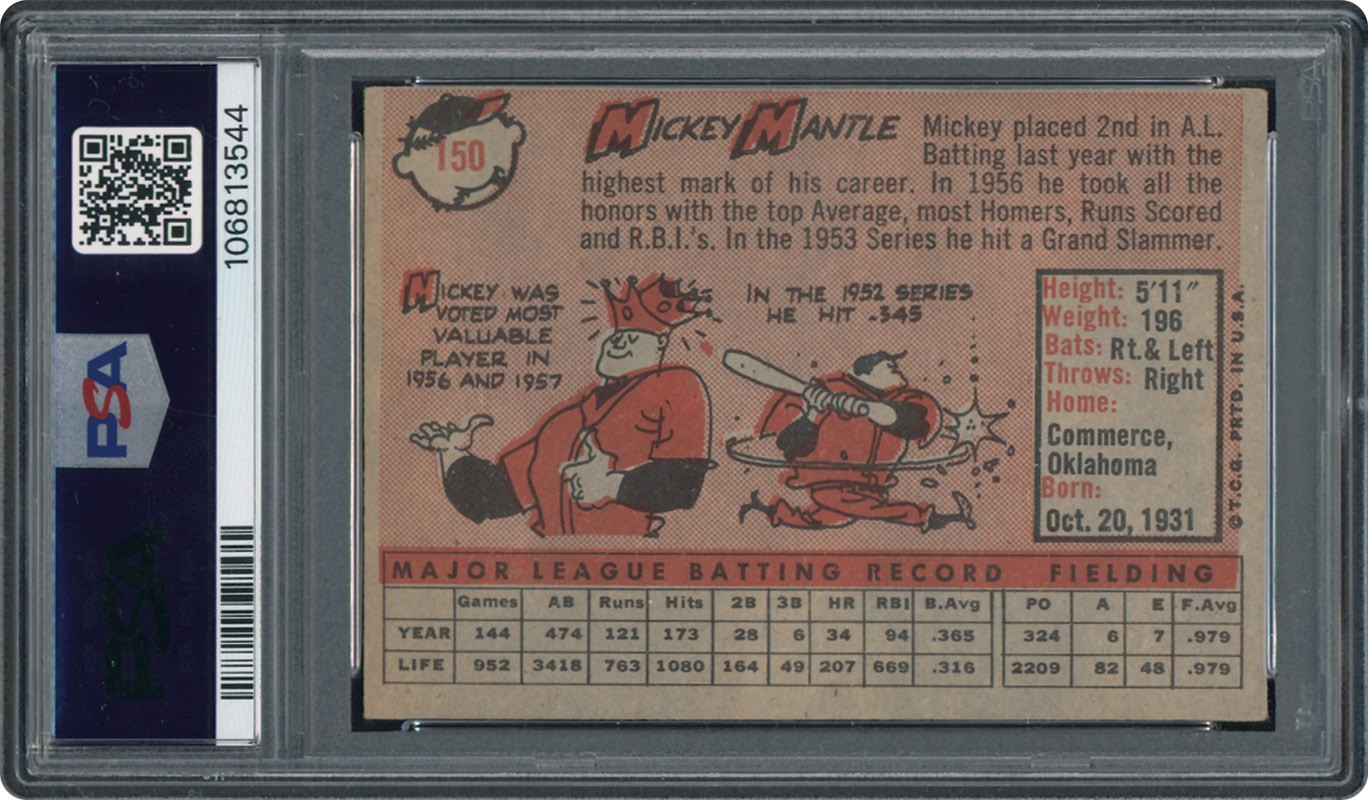 106813544
PSA
PSA
150
MICKEY MANTLE
Mickey placed 2nd in A.L.
Batting last year with the
highest mark of his career. In 1956 he took all the
honors with the top Average, most Homers, Runs Scored
and R.B.I.'s. In the 1953 Series he hit a Grand Slammer.
MICKEY WAS
VOTED MOST
VALUABLE
PLAYER IN
1956 AND 1957
IN THE 1952 SERIES
HE HIT .345
Height: 5'11"
Weight: 196
Bats: Rt.& Left
Throws: Right
Home:
Commerce,
Oklahoma
Born:
Oct. 20, 1931
©T.C.G. PRTD. IN U.S.A.
MAJOR LEAGUE BATTING RECORD FIELDING
Games AB Runs Hits 2B 3B HR RBI B.Avg PO A E F.Avg
YEAR 144 474 121 173 28 6 34 94 .365 324 6 7 .979
LIFE 952 3418 763 1080 164 49 207 669 .316 2209 82 48 .979
PSA